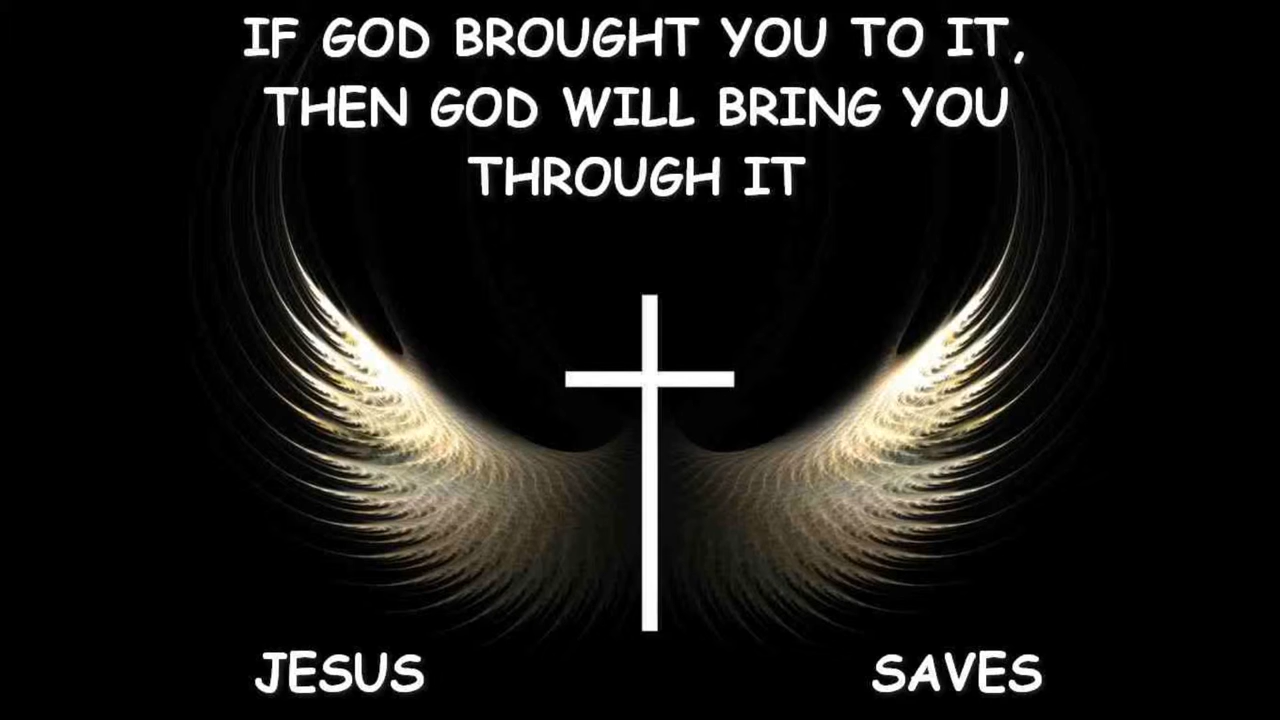 IF GOD BROUGHT YOU TO IT,
THEN GOD WILL BRING YOU
THROUGH IT
JESUS SAVES